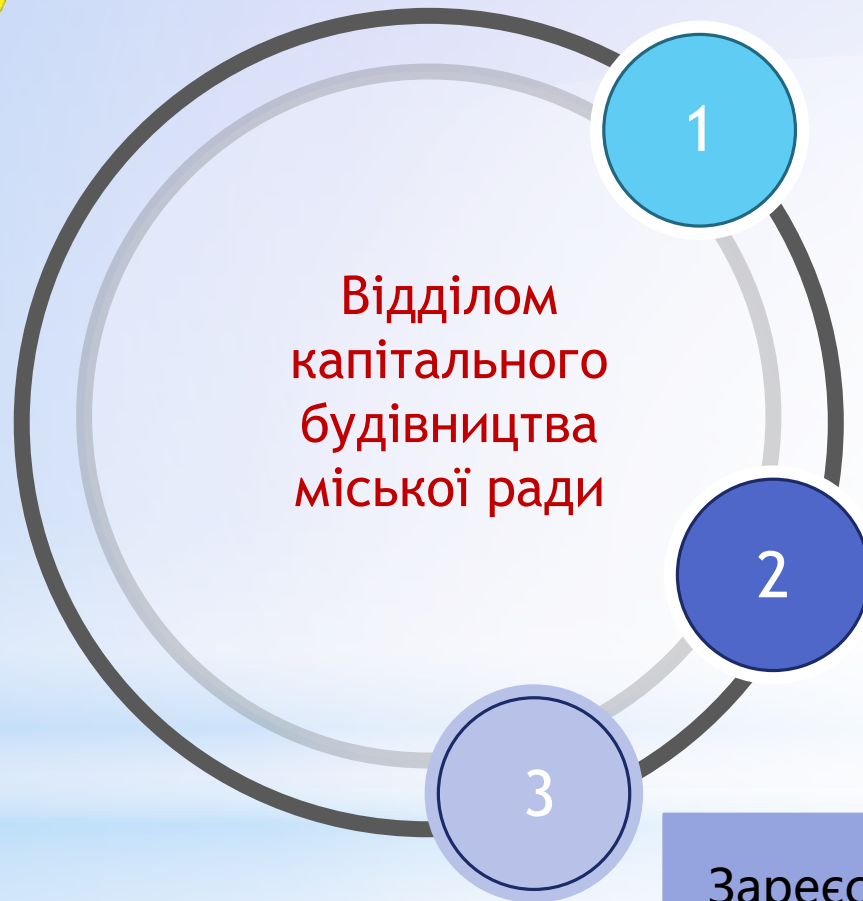 1
Відділом
капітального
будівництва
міської ради
2
3